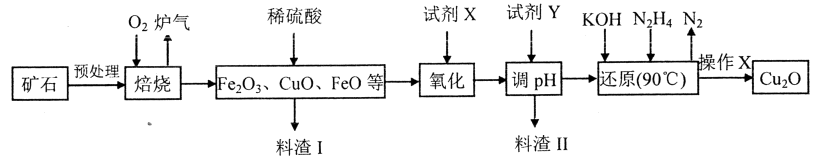 O₂ 炉气 稀硫酸 试剂 X 试剂 Y KOH N₂H₄ N₂
矿石 预处理 焙烧 Fe₂O₃、CuO、FeO 等 氧化 调 pH 还原(90℃) 操作 X Cu₂O
料渣 I 料渣 II